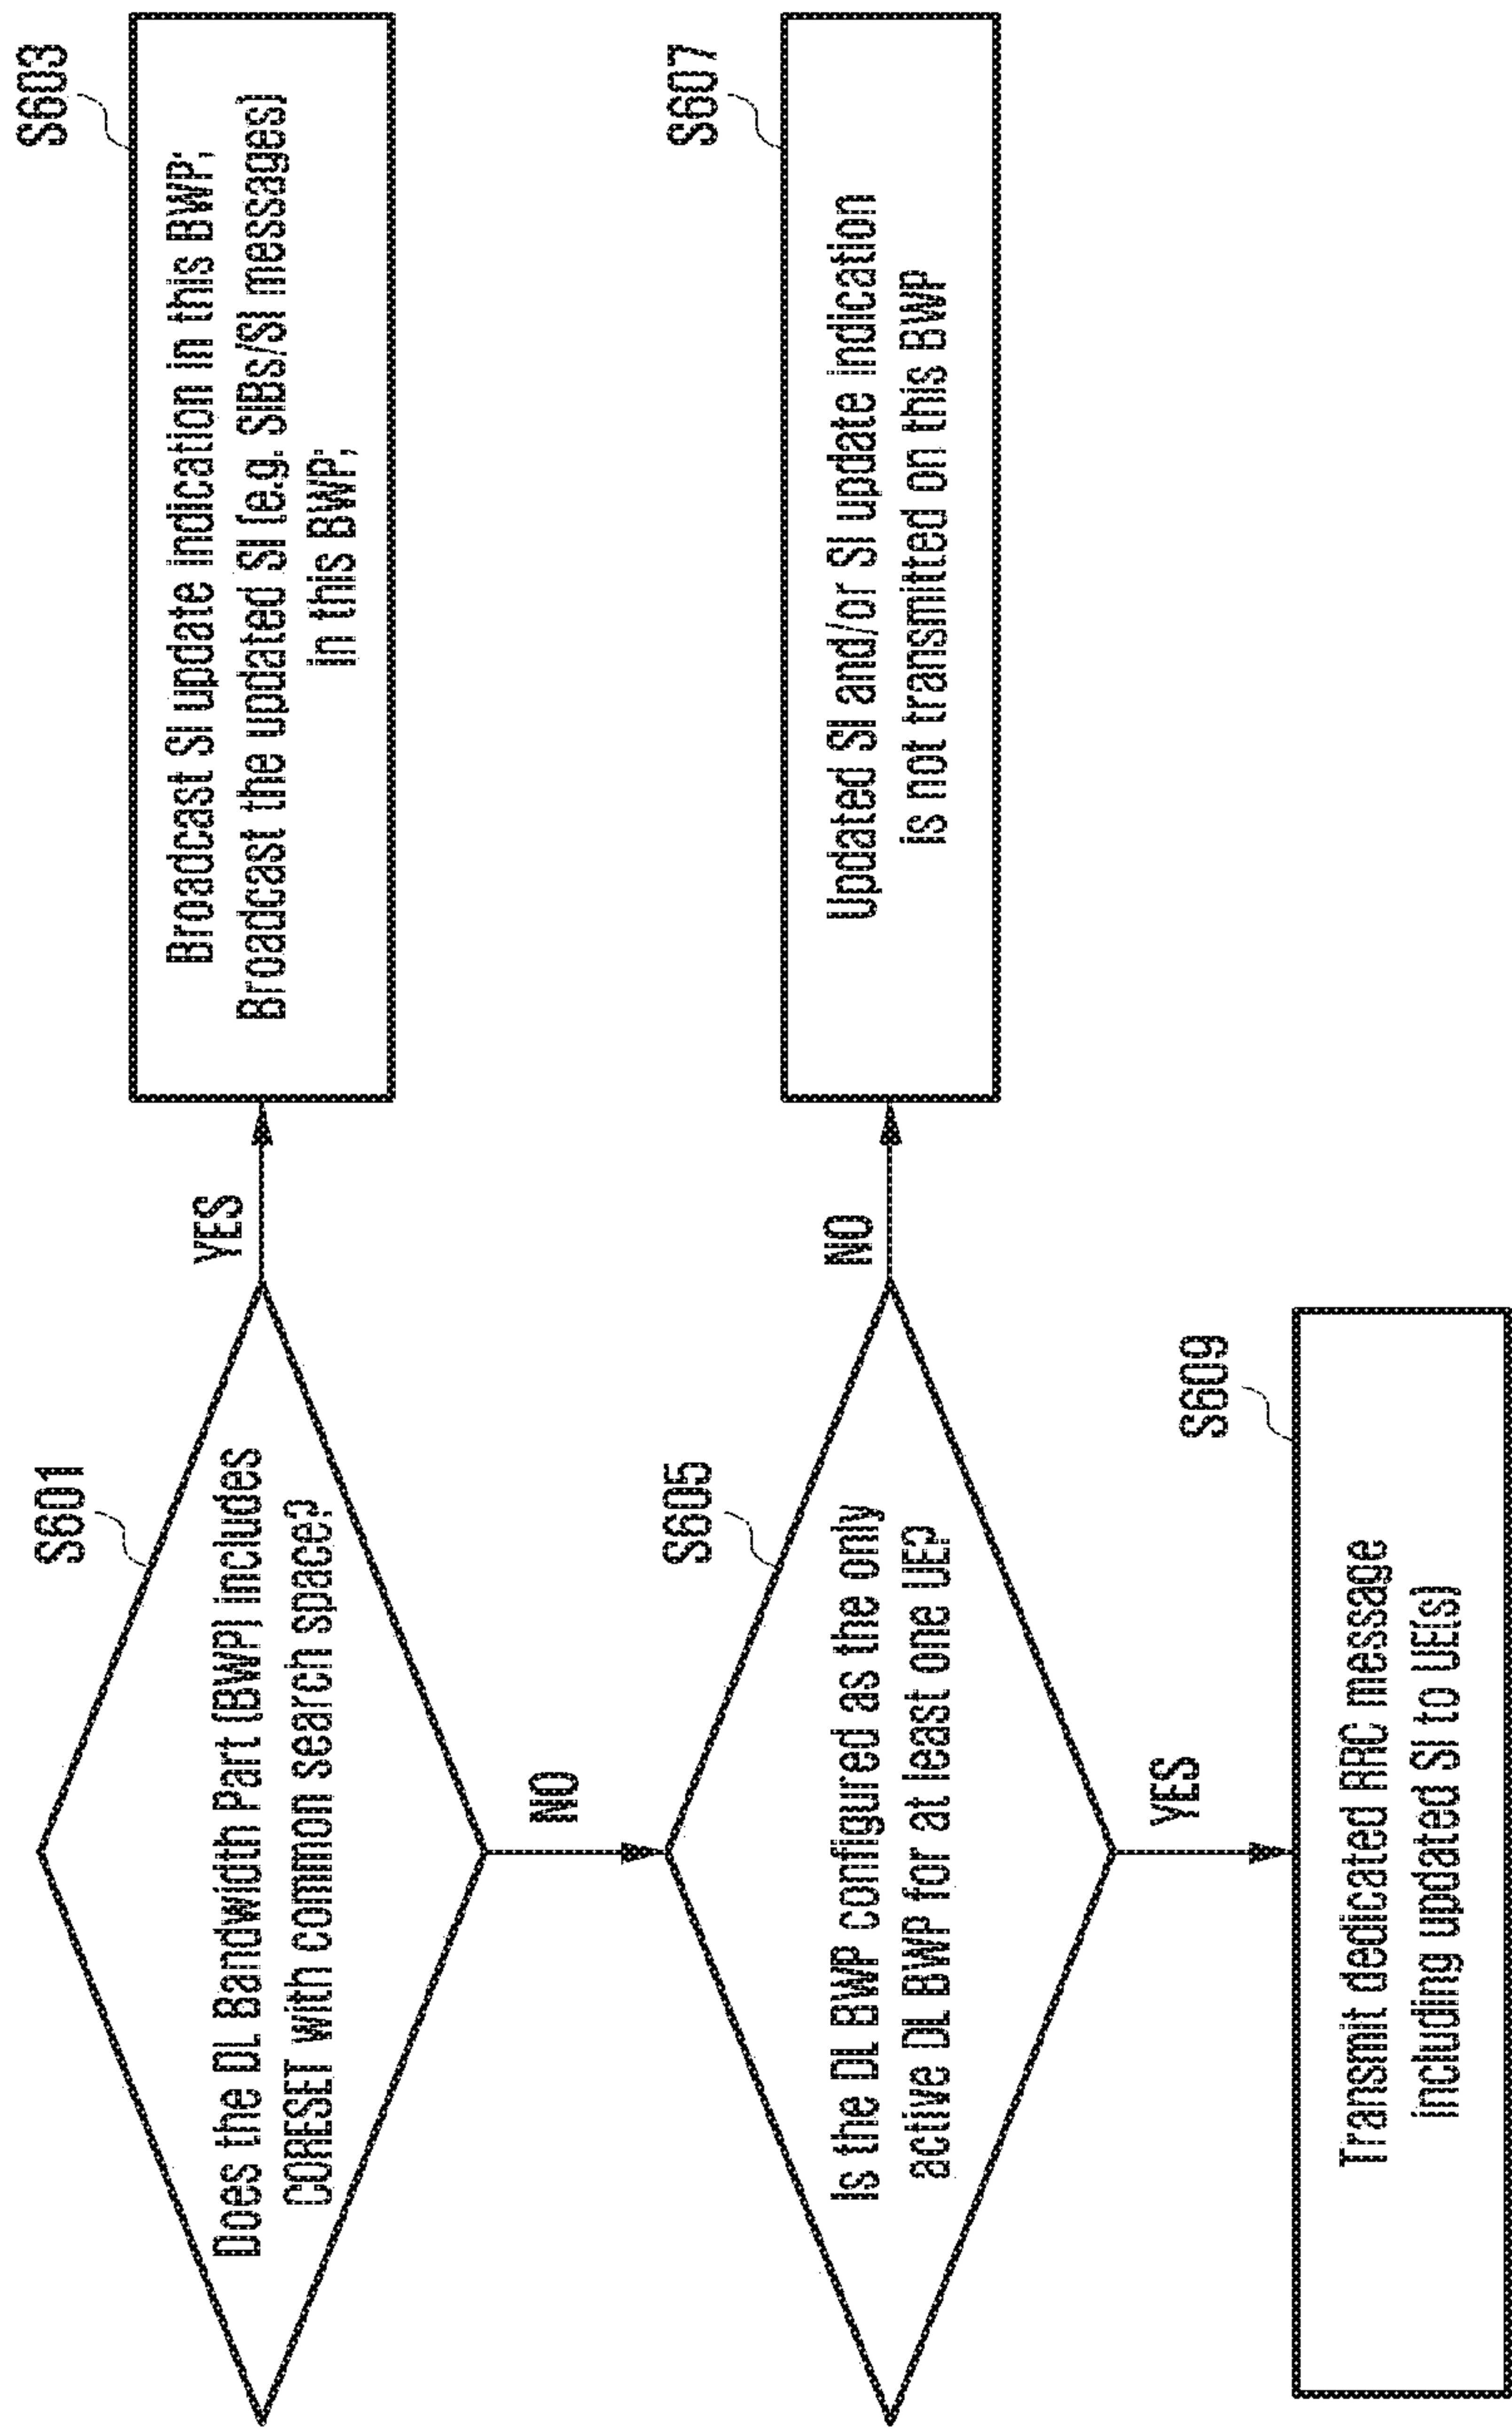 S601
Does the DL Bandwidth Part (BWP) includes
CORESET with common search space?
YES
S603
Broadcast SI update indication in this BWP;
Broadcast the updated SI (e.g. SIBs/SI messages)
in this BWP;
NO
S605
Is the DL BWP configured as the only
active DL BWP for at least one UE?
NO
S607
Updated SI and/or SI update indication
is not transmitted on this BWP
YES
S609
Transmit dedicated RRC message
including updated SI to UE(s)